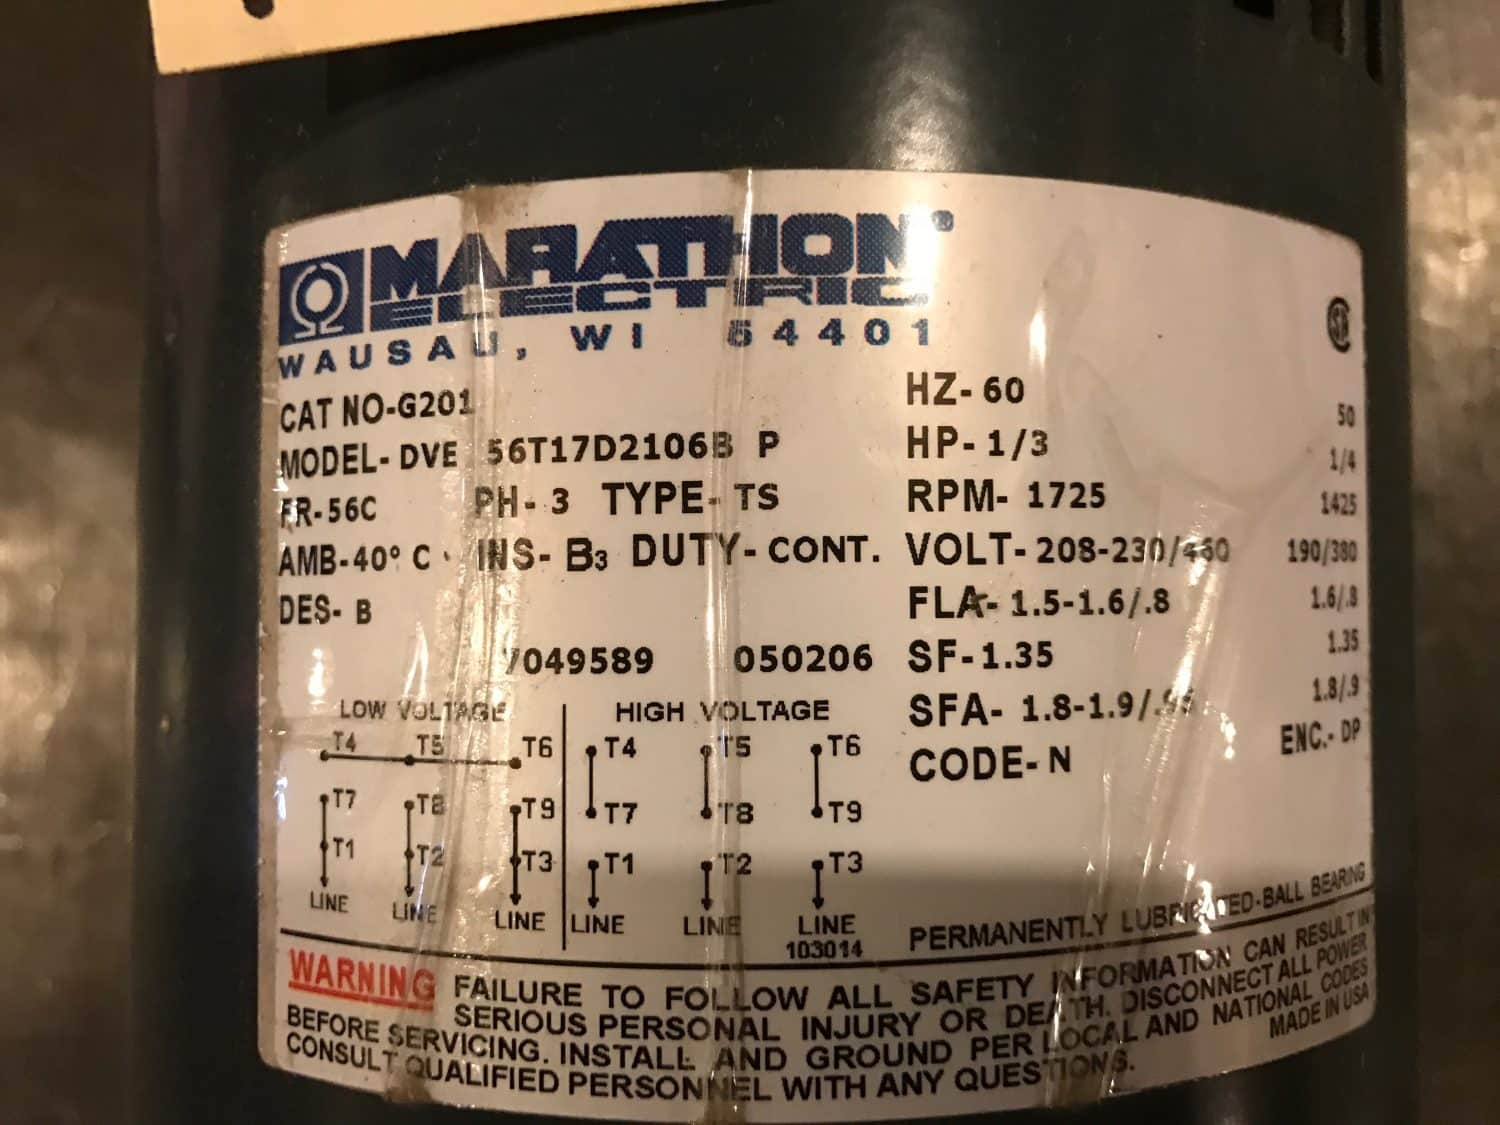 MARATHON®
ELECTRIC
WAUSAU, WI 54401
CAT NO-G201
MODEL- DVE 56T17D2106B P
FR-56C PH- 3 TYPE- TS
AMB-40° C INS- B3 DUTY- CONT.
DES- B
7049589 050206
HZ- 60 50
HP- 1/3 1/4
RPM- 1725 1425
VOLT- 208-230/460 190/380
FLA- 1.5-1.6/.8 1.6/.8
SF-1.35 1.35
SFA- 1.8-1.9/.95 1.8/.9
CODE- N ENC.- DP
LOW VOLTAGE HIGH VOLTAGE
T4 T5 T6 T4 T5 T6
T7 T8 T9 T7 T8 T9
T1 T2 T3 T1 T2 T3
LINE LINE LINE LINE LINE LINE
103014
PERMANENTLY LUBRICATED-BALL BEARING
WARNING FAILURE TO FOLLOW ALL SAFETY INFORMATION CAN RESULT IN
SERIOUS PERSONAL INJURY OR DEATH. DISCONNECT ALL POWER
BEFORE SERVICING. INSTALL AND GROUND PER LOCAL AND NATIONAL CODES
CONSULT QUALIFIED PERSONNEL WITH ANY QUESTIONS.
MADE IN USA